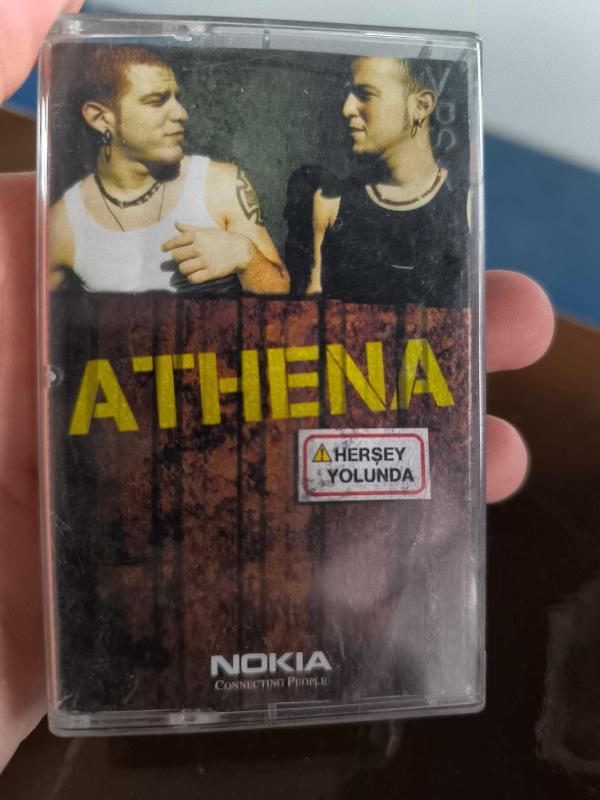 ATHENA
HERŞEY
YOLUNDA
NOKIA
CONNECTING PEOPLE